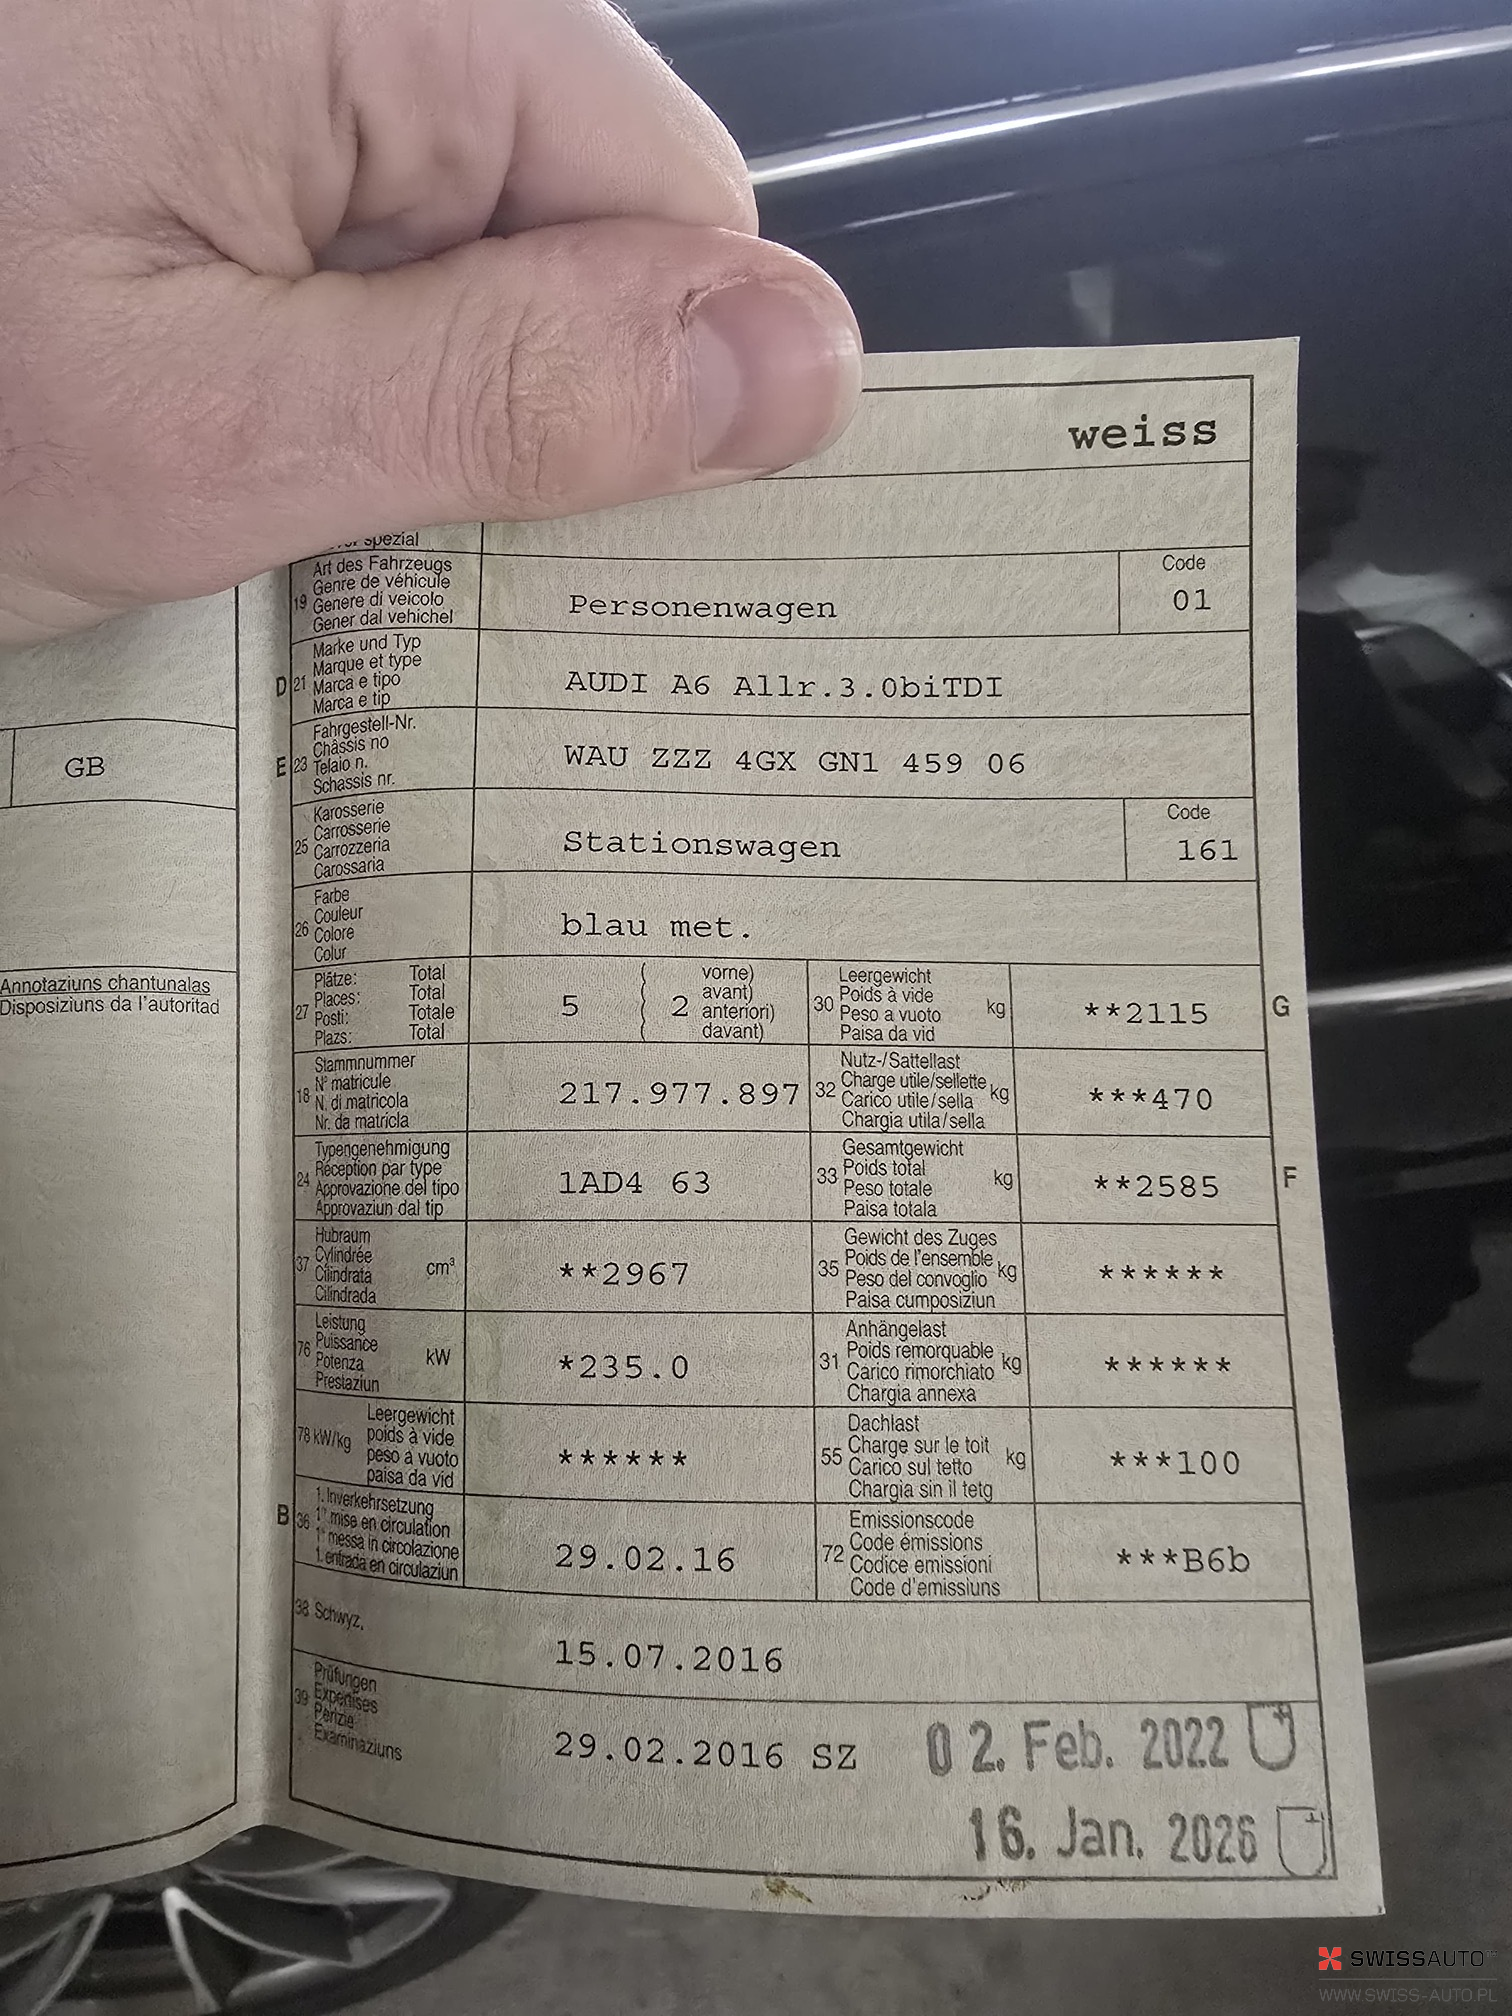 weiss
spezial
19 Art des Fahrzeugs
Genre de véhicule
Genere di veicolo
Gener dal vehichel
Personenwagen
Code
01
D 21 Marke und Typ
Marque et type
Marca e tipo
Marca e tip
AUDI A6 Allr.3.0biTDI
E 23 Fahrgestell-Nr.
Châssis no
Telaio n.
Schassis nr.
WAU ZZZ 4GX GN1 459 06
25 Karosserie
Carrosserie
Carrozzeria
Carossaria
Stationswagen
Code
161
26 Farbe
Couleur
Colore
Colur
blau met.
27 Plätze: Total
Places: Total
Posti: Totale
Plazs: Total
5 ( 2 vorne)
avant)
anteriori)
davant)
30 Leergewicht
Poids à vide
Peso a vuoto
Paisa da vid
kg
**2115
G
18 Stammnummer
N° matricule
N. di matricola
Nr. da matricla
217.977.897
32 Nutz-/Sattellast
Charge utile/sellette
Carico utile/sella
Chargia utila/sella
kg
***470
24 Typengenehmigung
Réception par type
Approvazione del tipo
Approvaziun dal tip
1AD4 63
33 Gesamtgewicht
Poids total
Peso totale
Paisa totala
kg
**2585
F
37 Hubraum
Cylindrée
Cilindrata
Cilindrada
cm³
**2967
35 Gewicht des Zuges
Poids de l'ensemble
Peso del convoglio
Paisa cumposiziun
kg
******
76 Leistung
Puissance
Potenza
Prestaziun
kW
*235.0
31 Anhängelast
Poids remorquable
Carico rimorchiato
Chargia annexa
kg
******
78 kW/kg
Leergewicht
poids à vide
peso a vuoto
paisa da vid
******
55 Dachlast
Charge sur le toit
Carico sul tetto
Chargia sin il tetg
kg
***100
B 36 1. Inverkehrsetzung
1re mise en circulation
1a messa in circolazione
1. entrada en circulaziun
29.02.16
72 Emissionscode
Code émissions
Codice emissioni
Code d'emissiuns
***B6b
38 Schwyz,
15.07.2016
39 Prüfungen
Expertises
Perizie
Examinaziuns
29.02.2016 SZ
02. Feb. 2022
16. Jan. 2026
GB
Annotaziuns chantunalas
Disposiziuns da l'autoritad
SWISSAUTO
WWW.SWISS-AUTO.PL